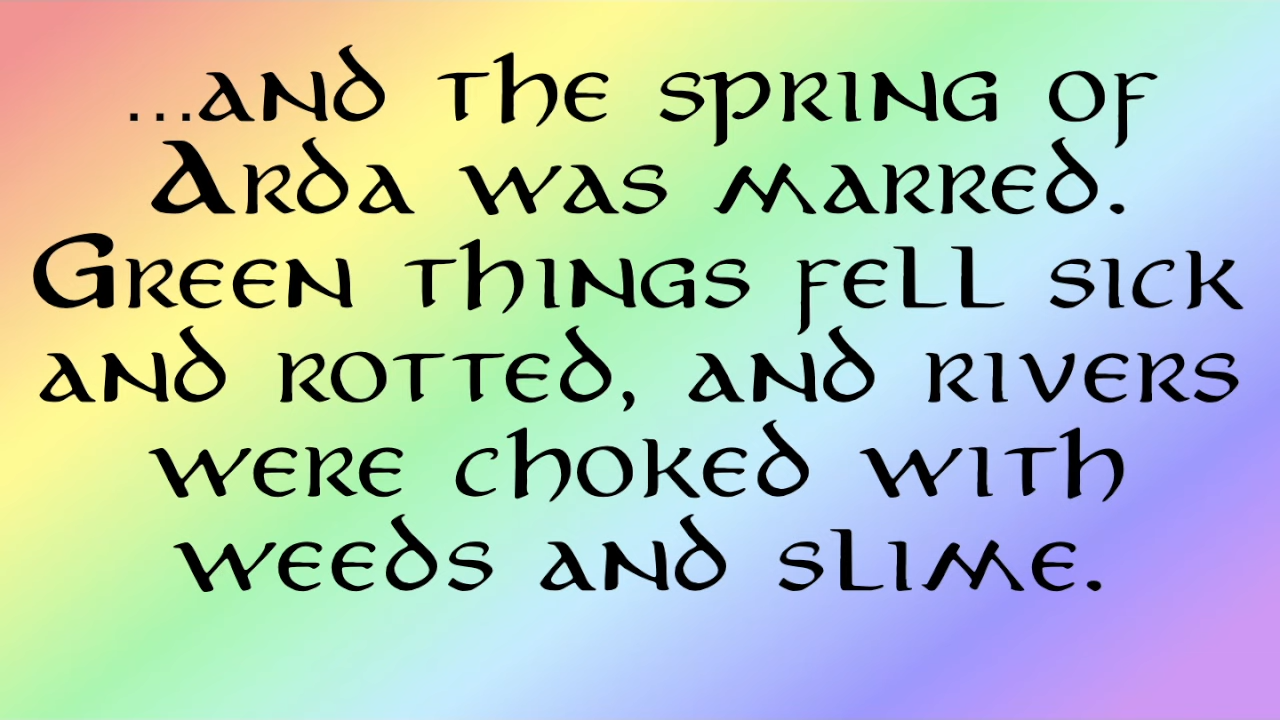 ...and the spring of
Arda was marred.
Green things fell sick
and rotted, and rivers
were choked with
weeds and slime.